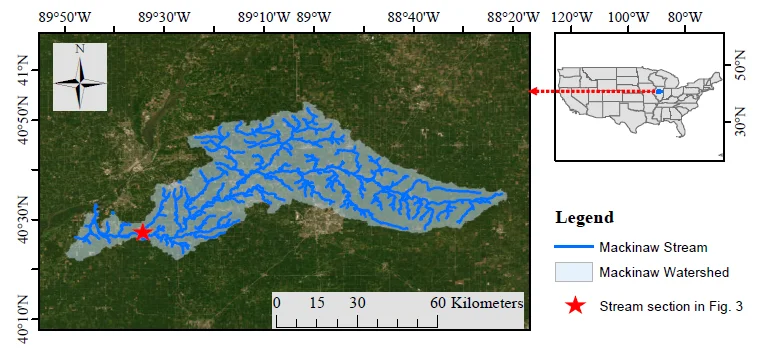 89°50'W 89°30'W 89°10'W 89°W 88°40'W 88°20'W
120°W 100°W 80°W
N
41°N
40°50'N
40°30'N
40°10'N
50°N
30°N
Legend
Mackinaw Stream
Mackinaw Watershed
Stream section in Fig. 3
0 15 30 60 Kilometers